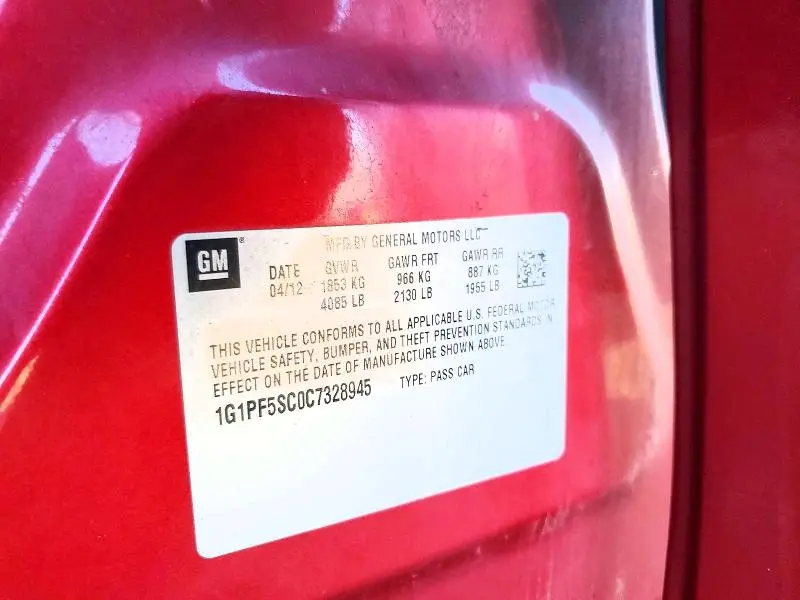 GM ® MFG BY GENERAL MOTORS LLC
DATE GVWR GAWR FRT GAWR RR
04/12 1853 KG 966 KG 887 KG
4085 LB 2130 LB 1955 LB
THIS VEHICLE CONFORMS TO ALL APPLICABLE U.S. FEDERAL MOTOR
VEHICLE SAFETY, BUMPER, AND THEFT PREVENTION STANDARDS IN
EFFECT ON THE DATE OF MANUFACTURE SHOWN ABOVE.
1G1PF5SC0C7328945 TYPE: PASS CAR